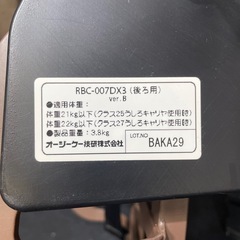 RBC-007DX3 (後ろ用)
ver.B
●適用体重:
体重21kg以下(クラス25うしろキャリヤ使用時)
体重22kg以下(クラス27うしろキャリヤ使用時)
●製品重量:3.8kg
オージーケー技研株式会社
LOT.NO
BAKA29